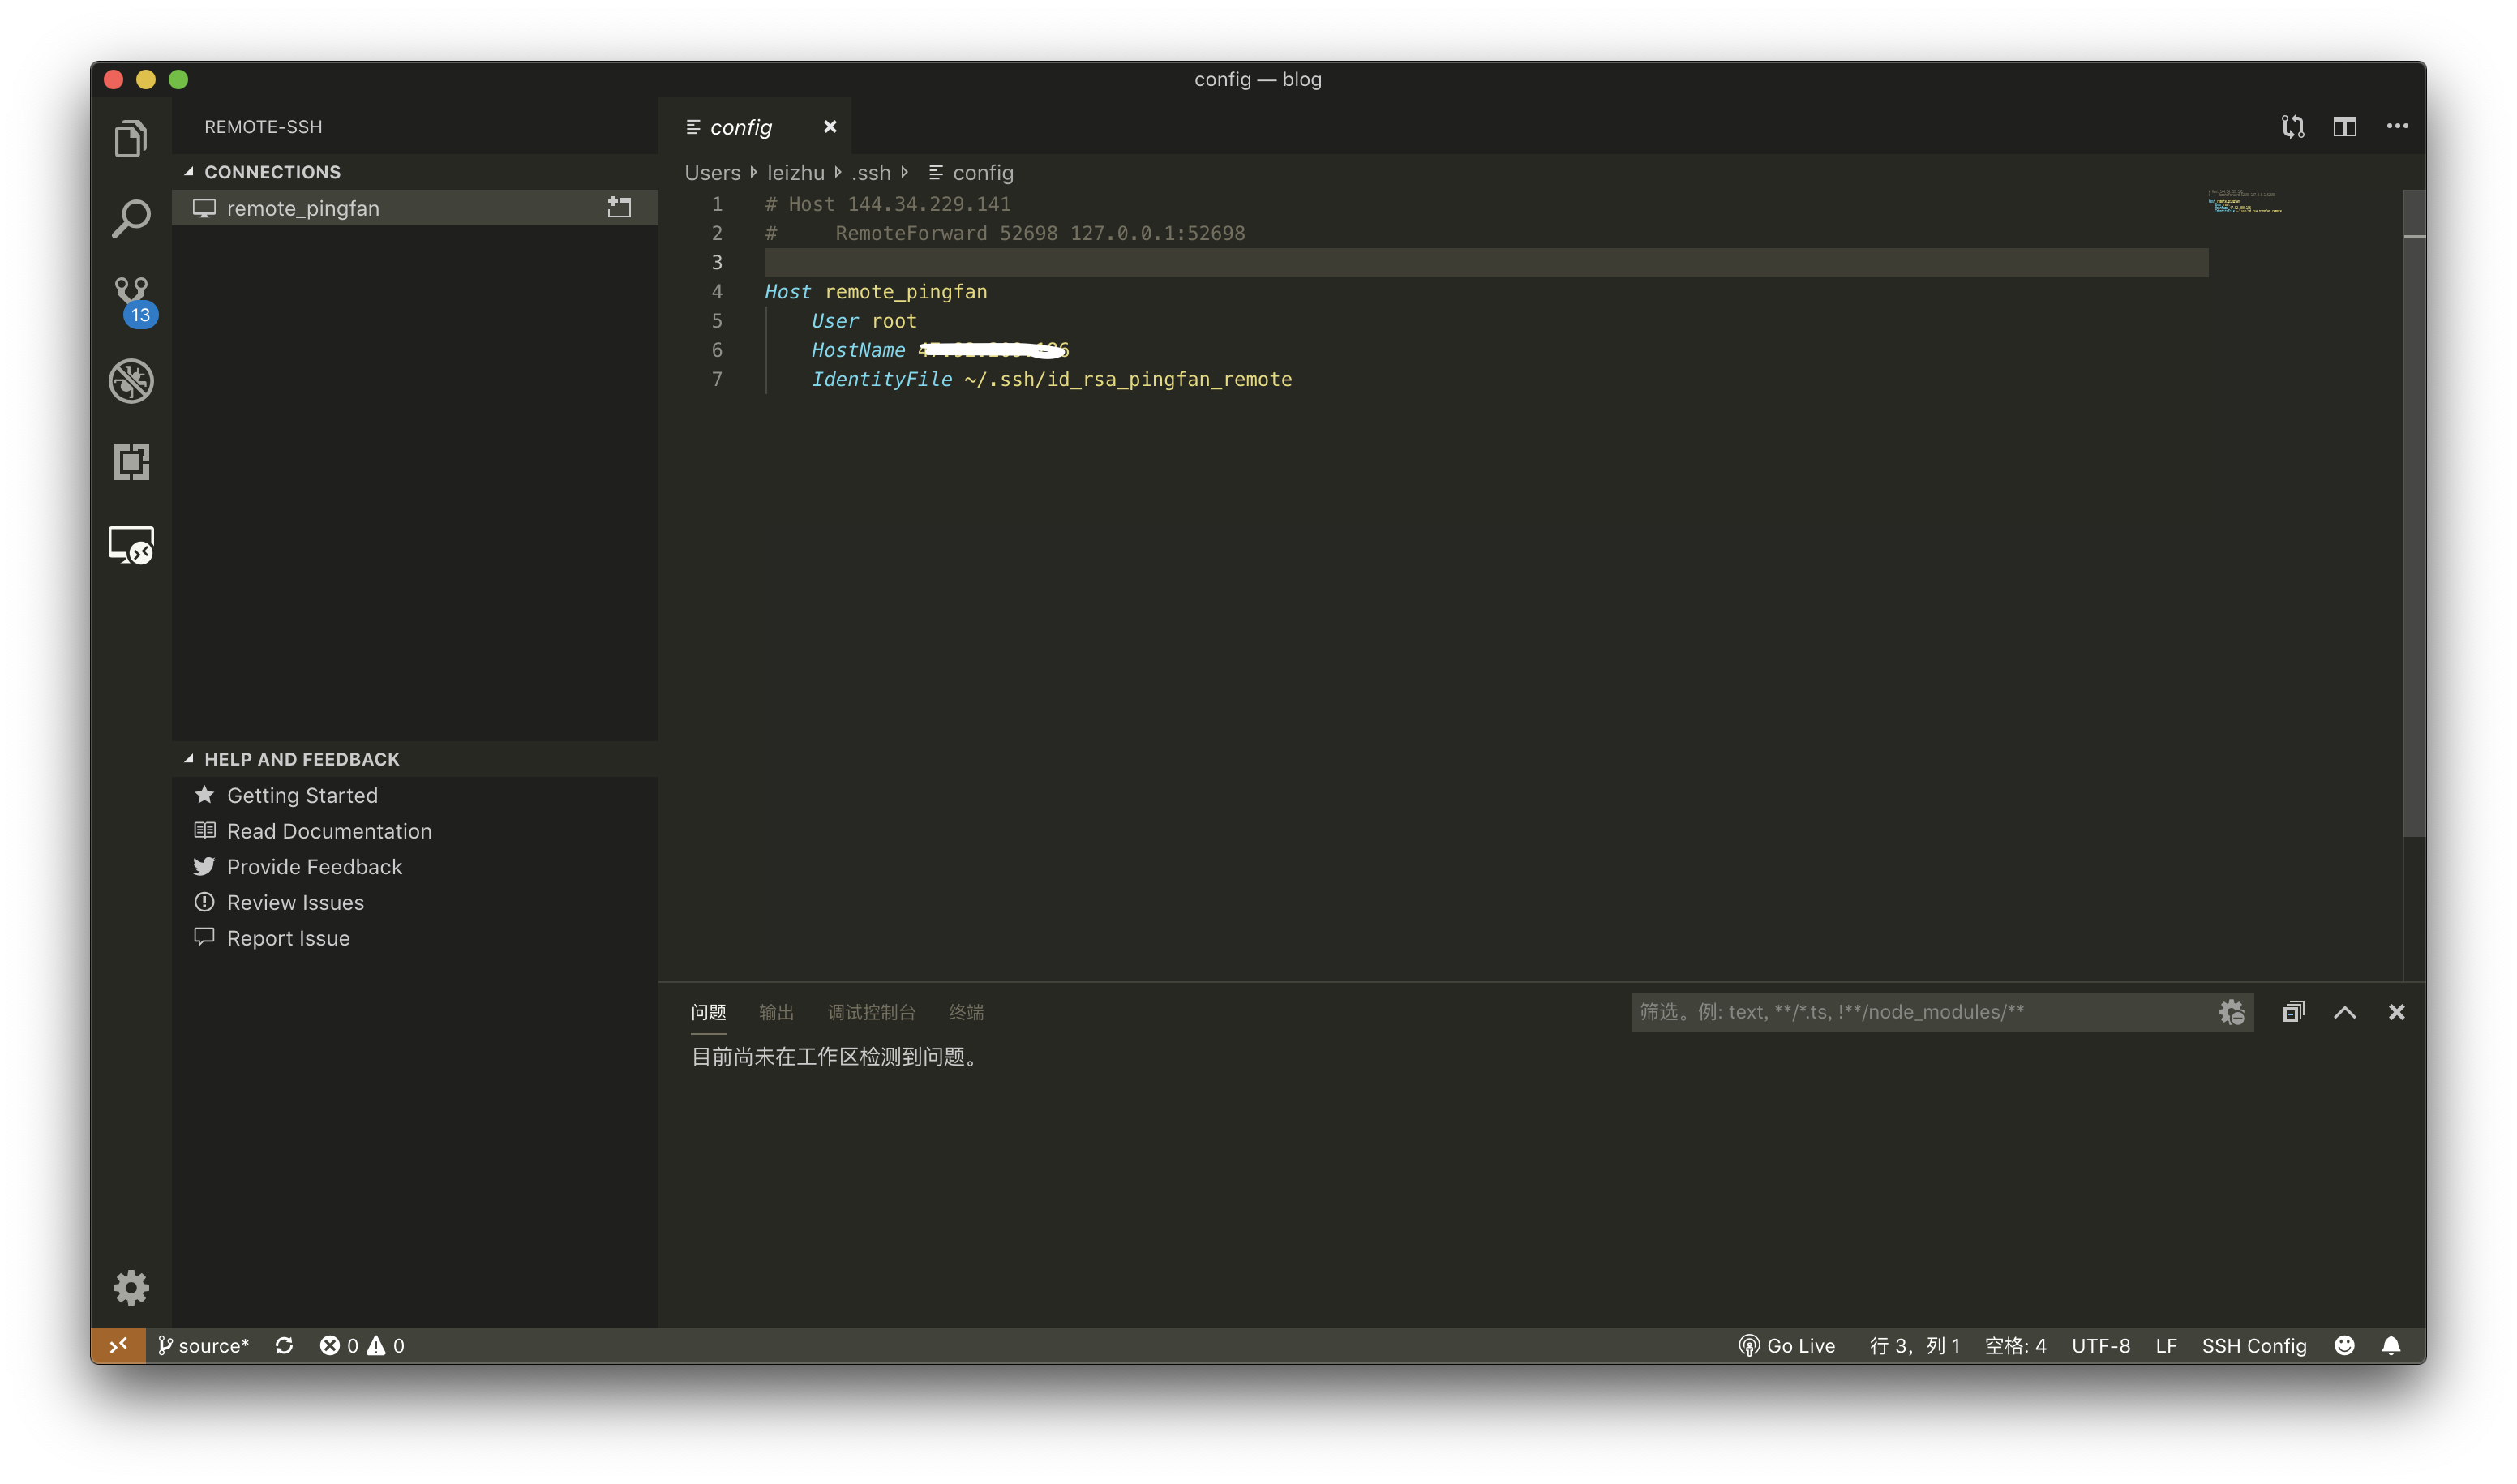 config — blog
REMOTE-SSH
CONNECTIONS
remote_pingfan
13
HELP AND FEEDBACK
Getting Started
Read Documentation
Provide Feedback
Review Issues
Report Issue
config
Users leizhu .ssh config
1 # Host 144.34.229.141
2 #     RemoteForward 52698 127.0.0.1:52698
3
4 Host remote_pingfan
5     User root
6     HostName
7     IdentityFile ~/.ssh/id_rsa_pingfan_remote
问题 输出 调试控制台 终端
筛选。例: text, **/*.ts, !**/node_modules/**
目前尚未在工作区检测到问题。
source* 0 0 Go Live 行 3，列 1 空格: 4 UTF-8 LF SSH Config